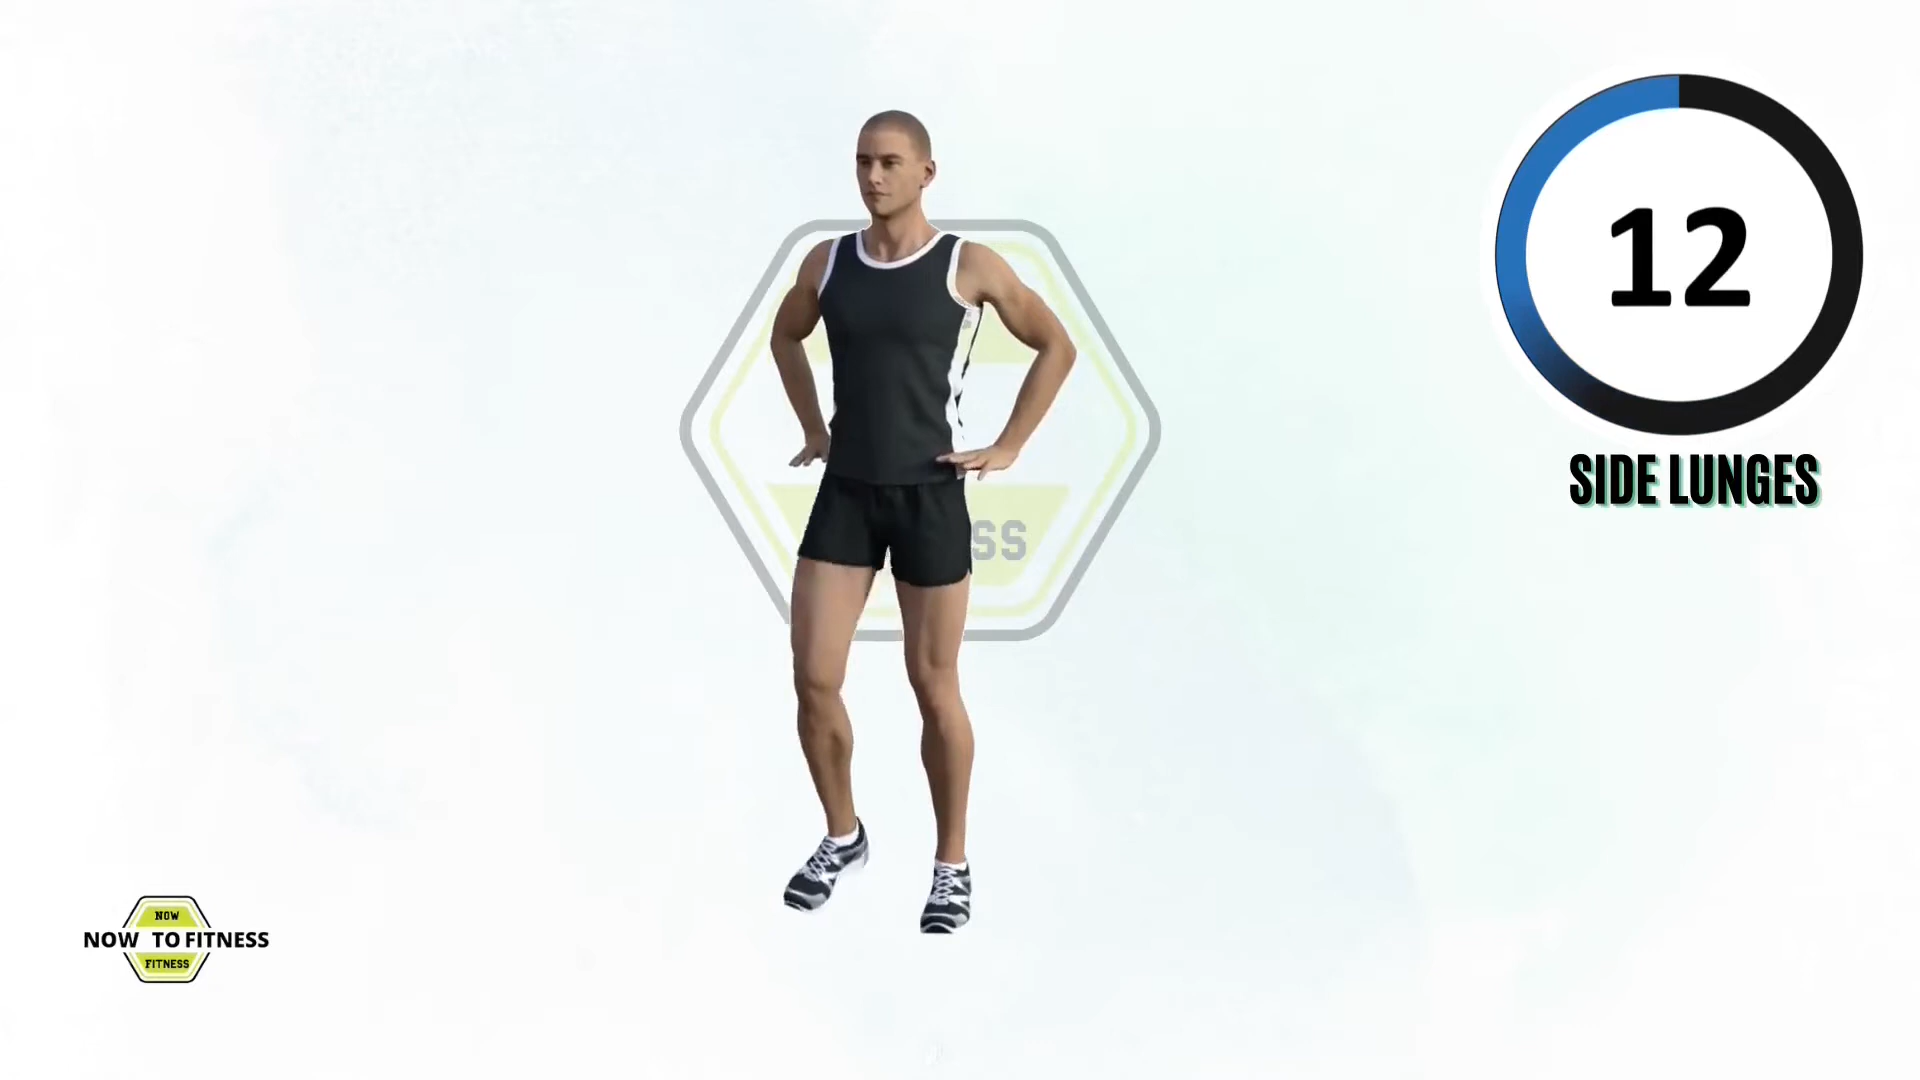 12
SIDE LUNGES
SS
NOW
NOW TO FITNESS
FITNESS